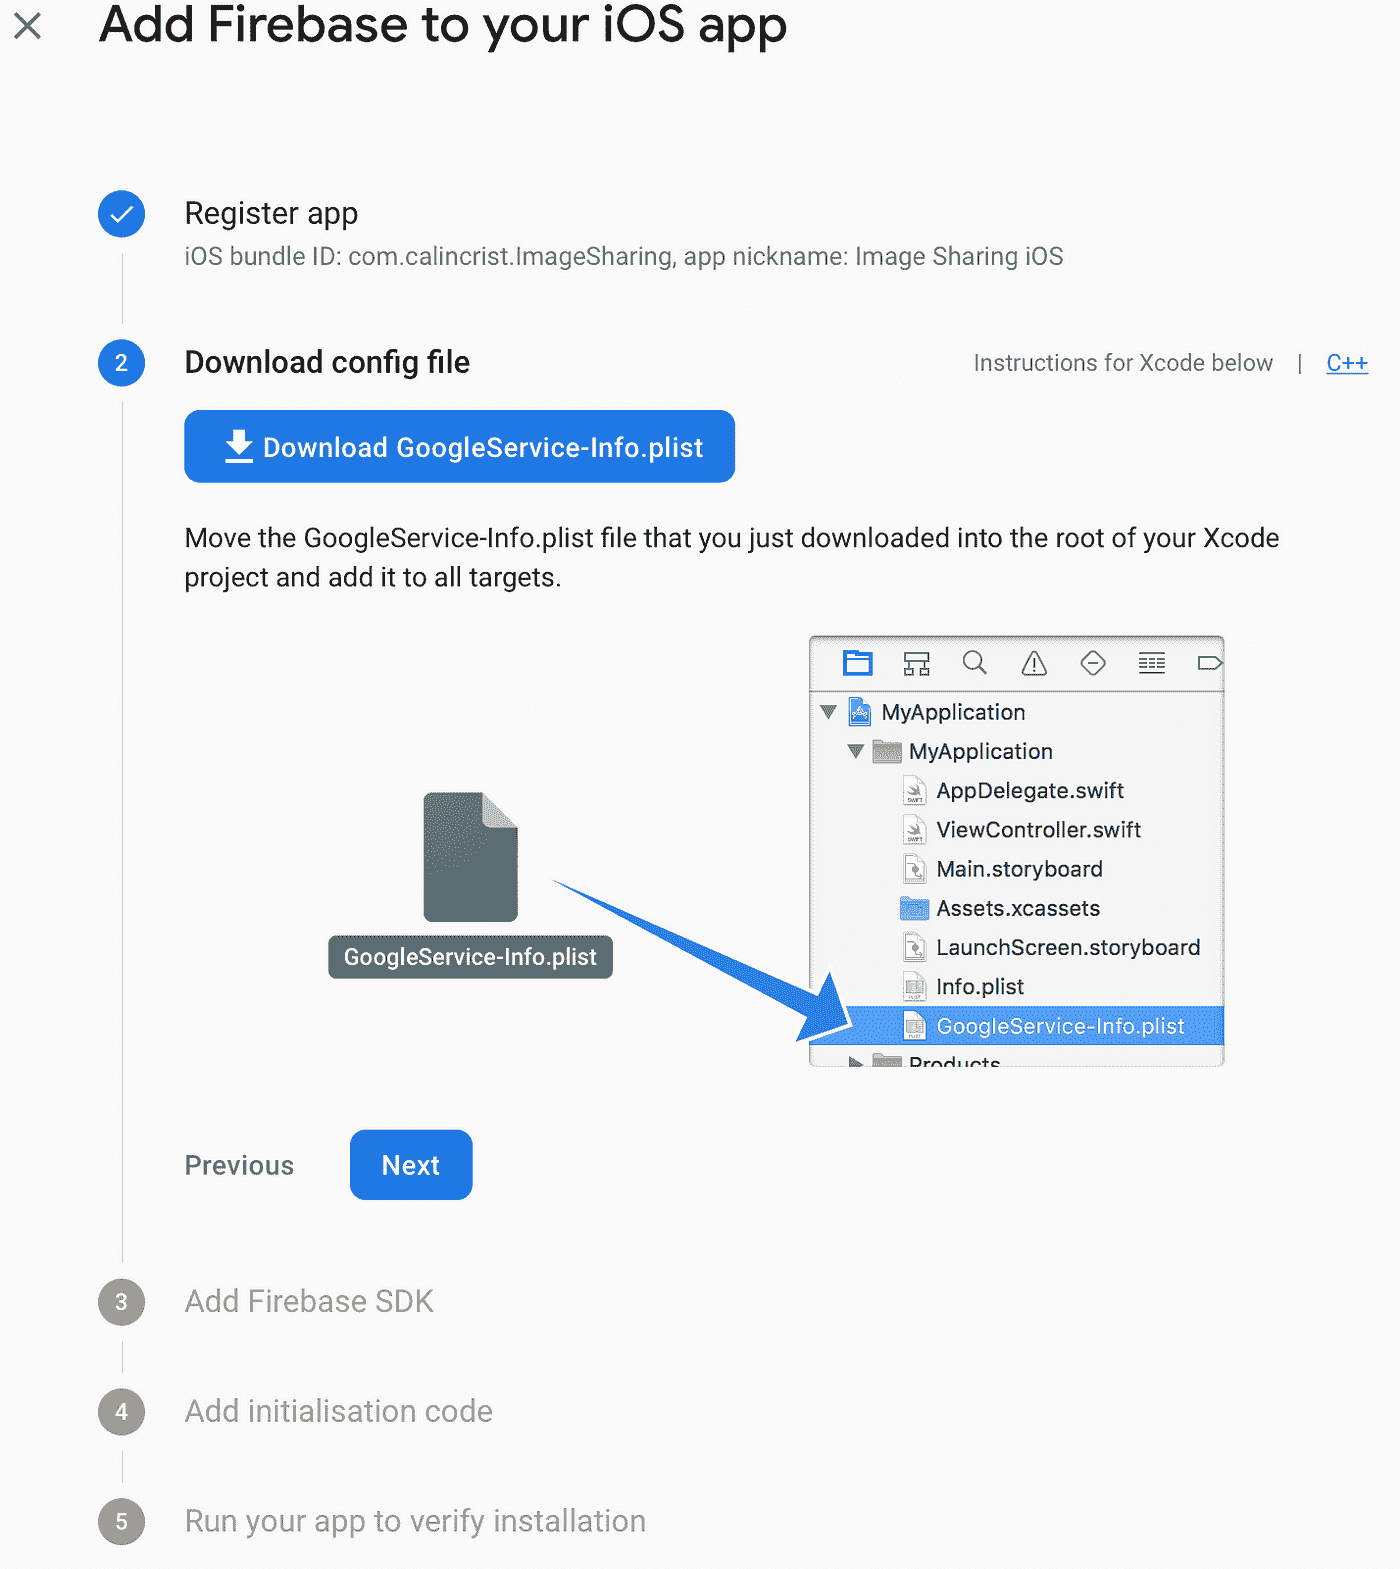 Add Firebase to your iOS app
Register app
iOS bundle ID: com.calincrist.ImageSharing, app nickname: Image Sharing iOS
2
Download config file
Instructions for Xcode below | C++
Download GoogleService-Info.plist
Move the GoogleService-Info.plist file that you just downloaded into the root of your Xcode
project and add it to all targets.
GoogleService-Info.plist
MyApplication
MyApplication
AppDelegate.swift
ViewController.swift
Main.storyboard
Assets.xcassets
LaunchScreen.storyboard
Info.plist
GoogleService-Info.plist
Products
Previous
Next
3
Add Firebase SDK
4
Add initialisation code
5
Run your app to verify installation